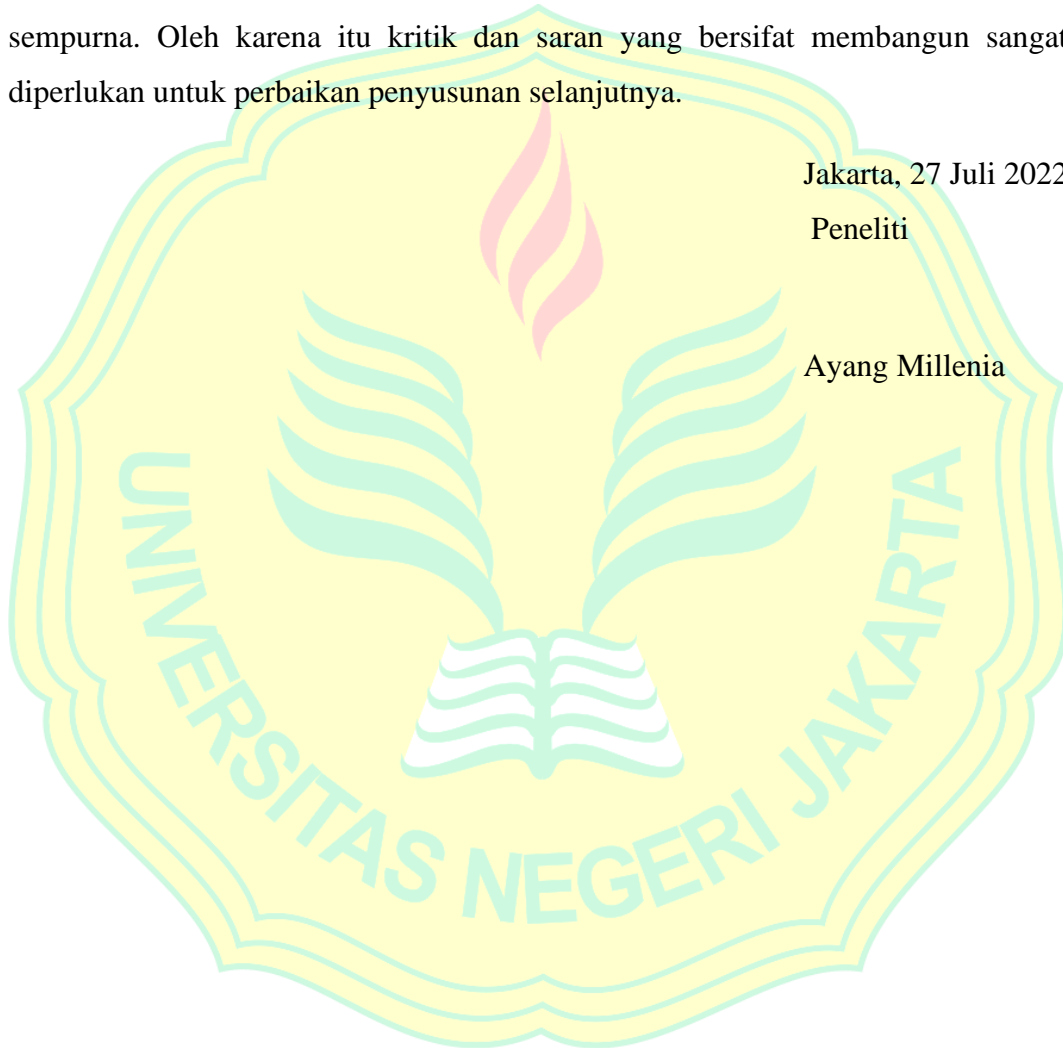 sempurna. Oleh karena itu kritik dan saran yang bersifat membangun sangat
diperlukan untuk perbaikan penyusunan selanjutnya.
Jakarta, 27 Juli 2022
Peneliti
Ayang Millenia
UNIVERSITAS NEGERI JAKARTA